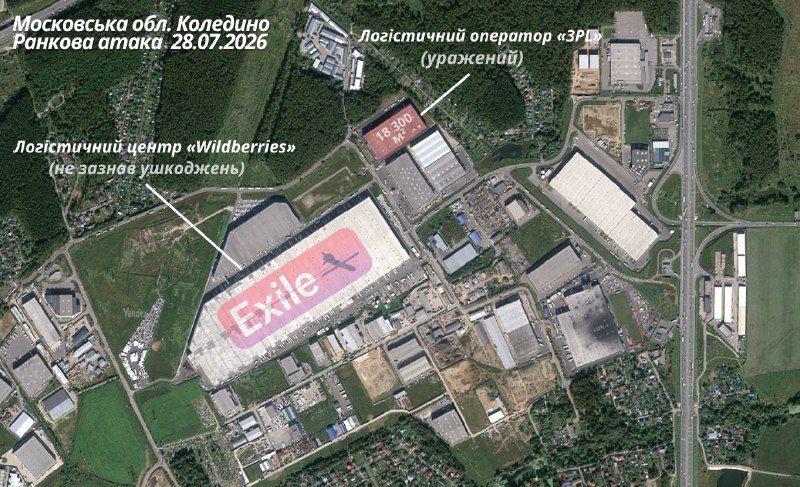 Московська обл. Коледино
Ранкова атака 28.07.2026
Логістичний оператор «3PL»
(уражений)
18 300
М²
Логістичний центр «Wildberries»
(не зазнав ушкоджень)
Exile
Yandex